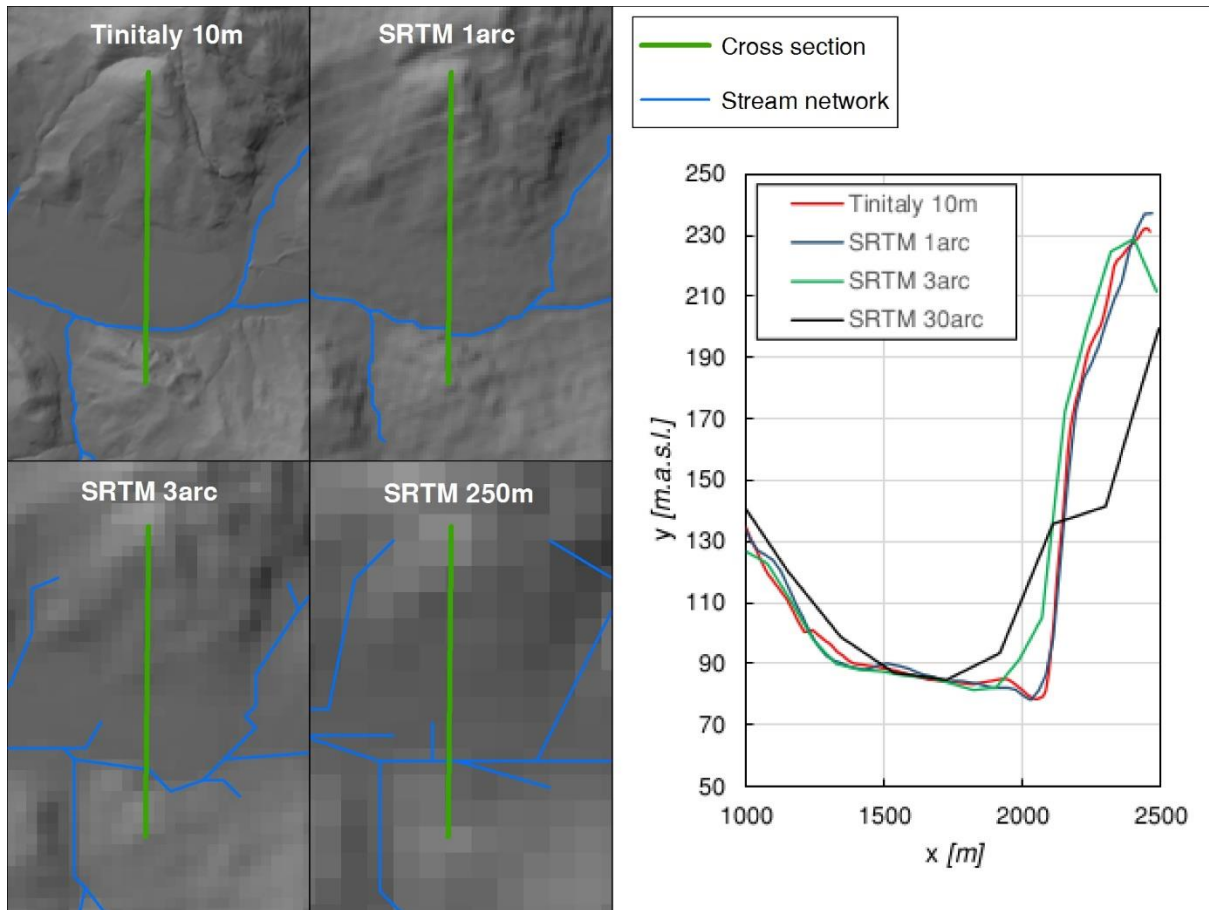 Tinitaly 10m
SRTM 1arc
SRTM 3arc
SRTM 250m
Cross section
Stream network
250
230
210
190
170
150
130
110
90
70
50
y [m.a.s.l.]
Tinitaly 10m
SRTM 1arc
SRTM 3arc
SRTM 30arc
1000 1500 2000 2500
x [m]